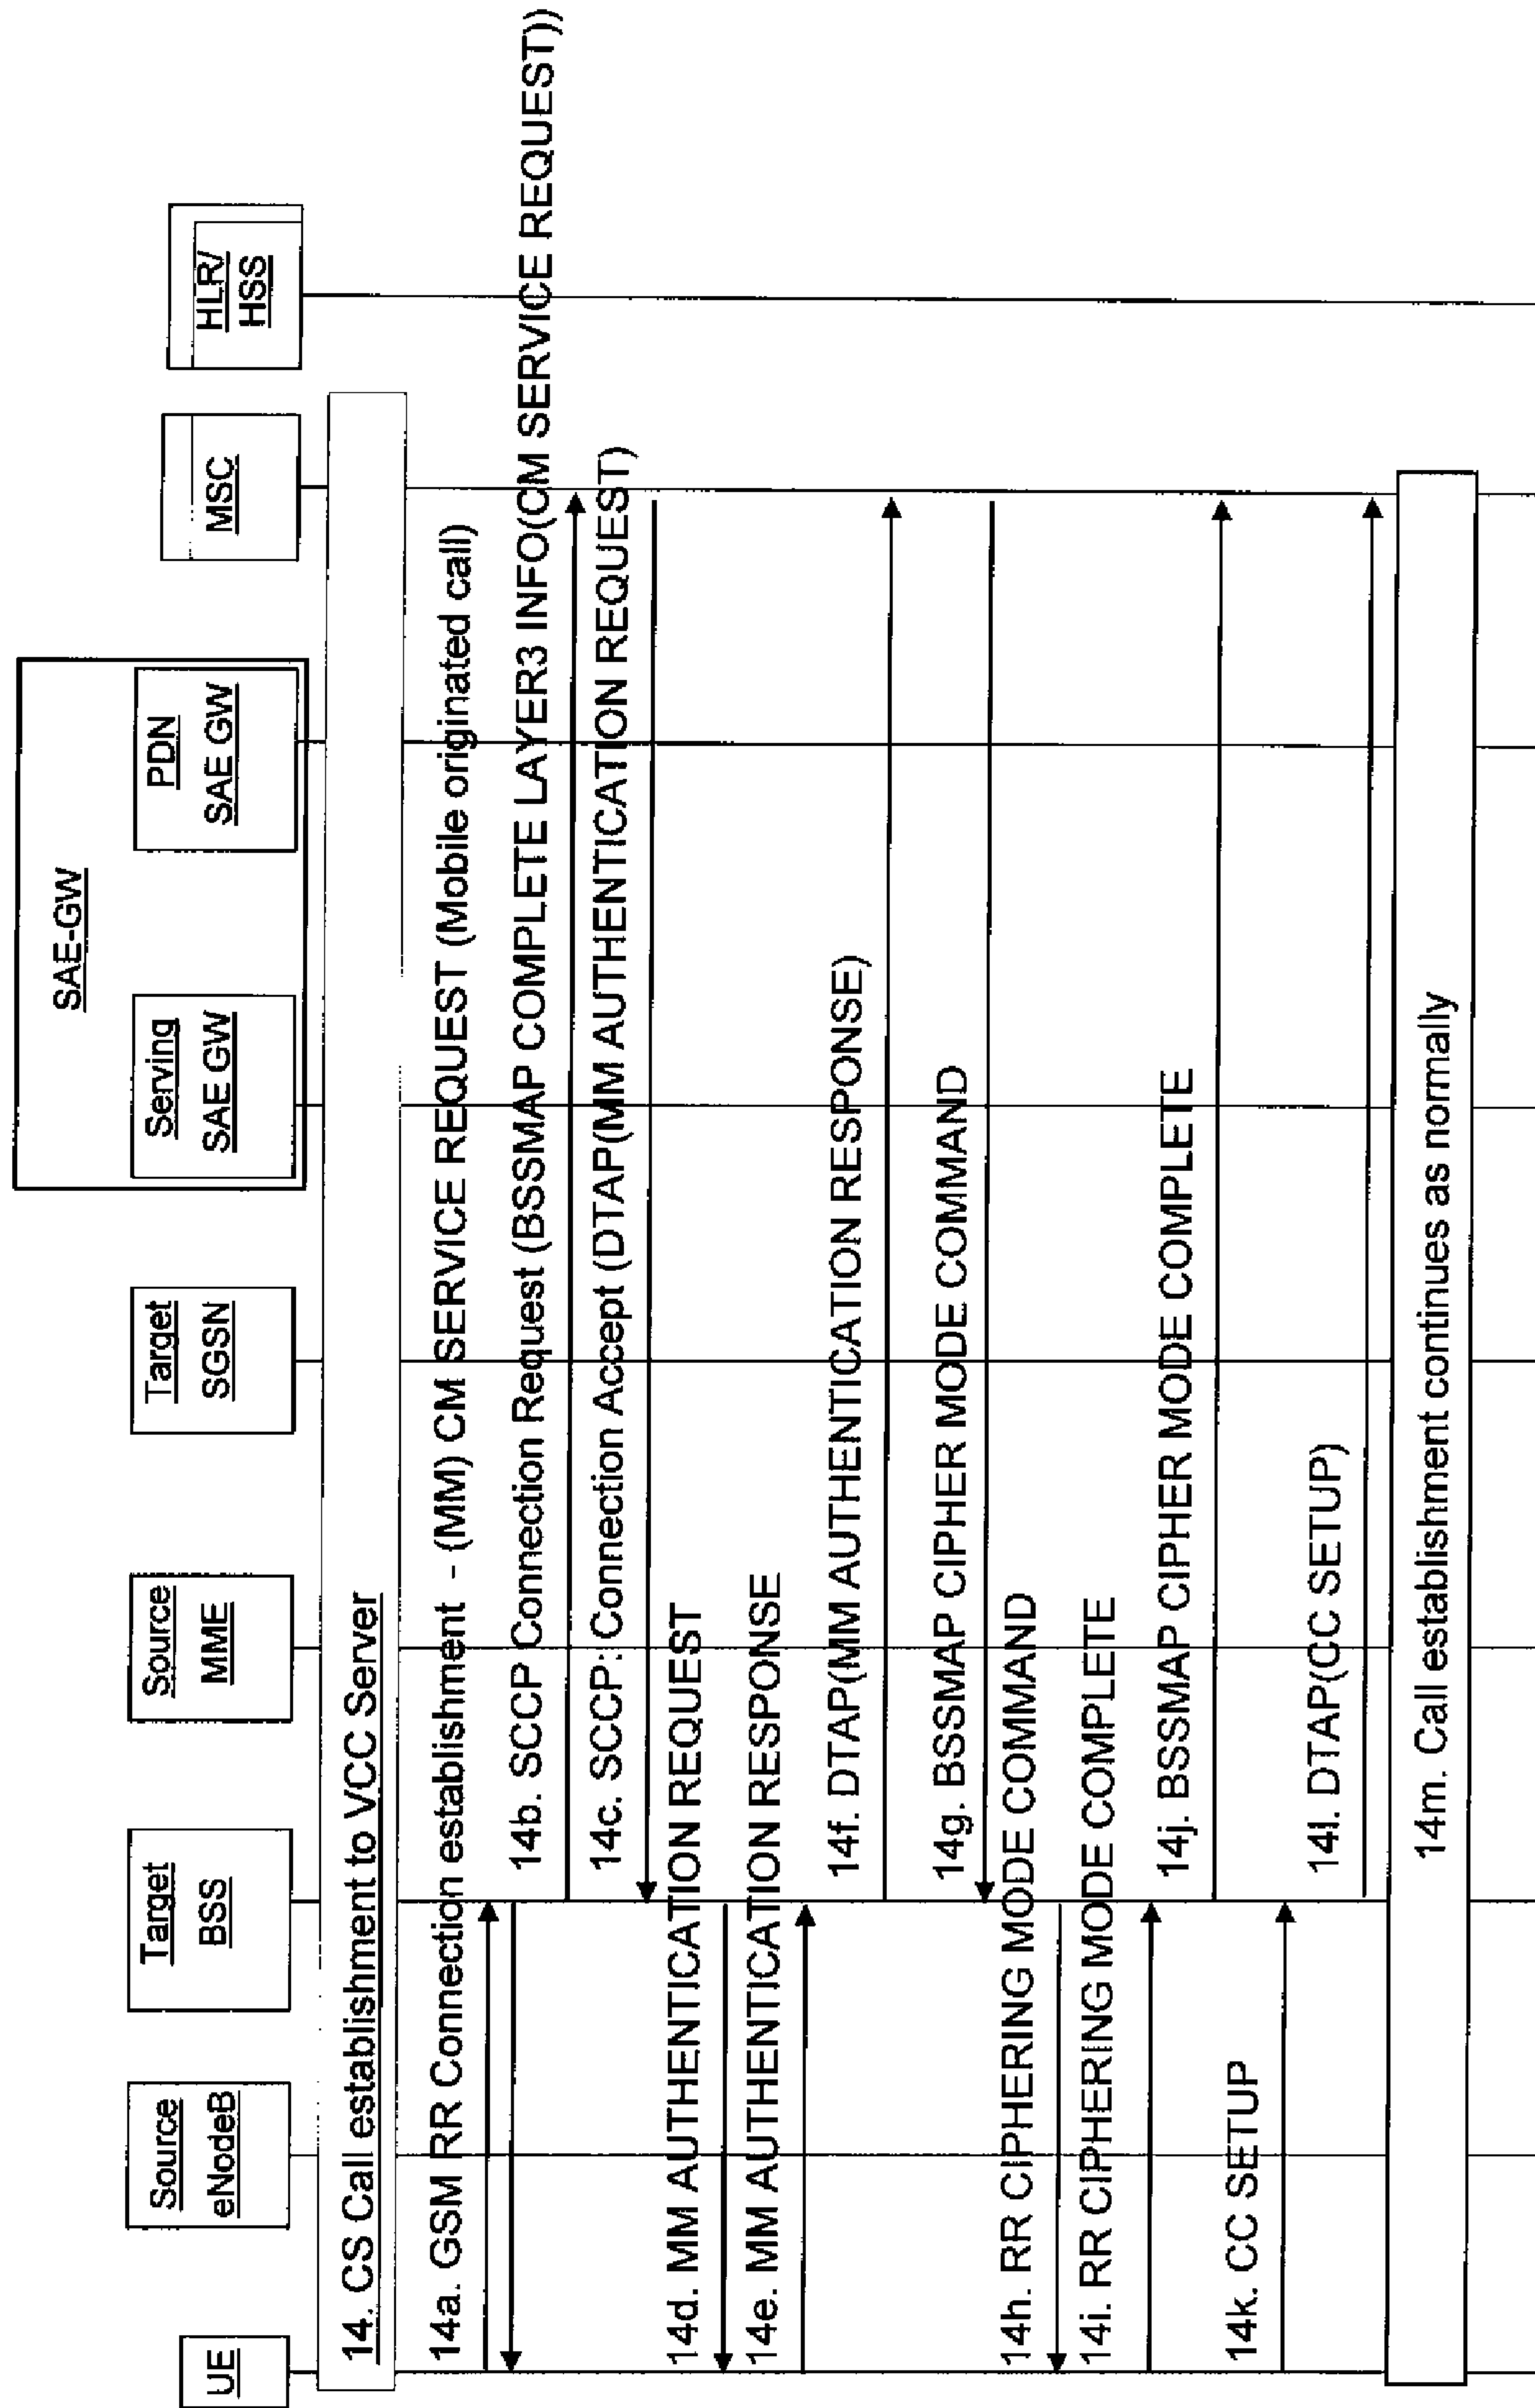 SAE-GW
UE
Source
eNodeB
Target
BSS
Source
MME
Target
SGSN
Serving
SAE GW
PDN
SAE GW
MSC
HLR/
HSS
14. CS Call establishment to VCC Server
14a. GSM RR Connection establishment - (MM) CM SERVICE REQUEST (Mobile originated call)
14b. SCCP Connection Request (BSSMAP COMPLETE LAYER3 INFO(CM SERVICE REQUEST))
14c. SCCP: Connection Accept (DTAP(MM AUTHENTICATION REQUEST)
14d. MM AUTHENTICATION REQUEST
14e. MM AUTHENTICATION RESPONSE
14f. DTAP(MM AUTHENTICATION RESPONSE)
14g. BSSMAP CIPHER MODE COMMAND
14h. RR CIPHERING MODE COMMAND
14i. RR CIPHERING MODE COMPLETE
14j. BSSMAP CIPHER MODE COMPLETE
14k. CC SETUP
14l. DTAP(CC SETUP)
14m. Call establishment continues as normally